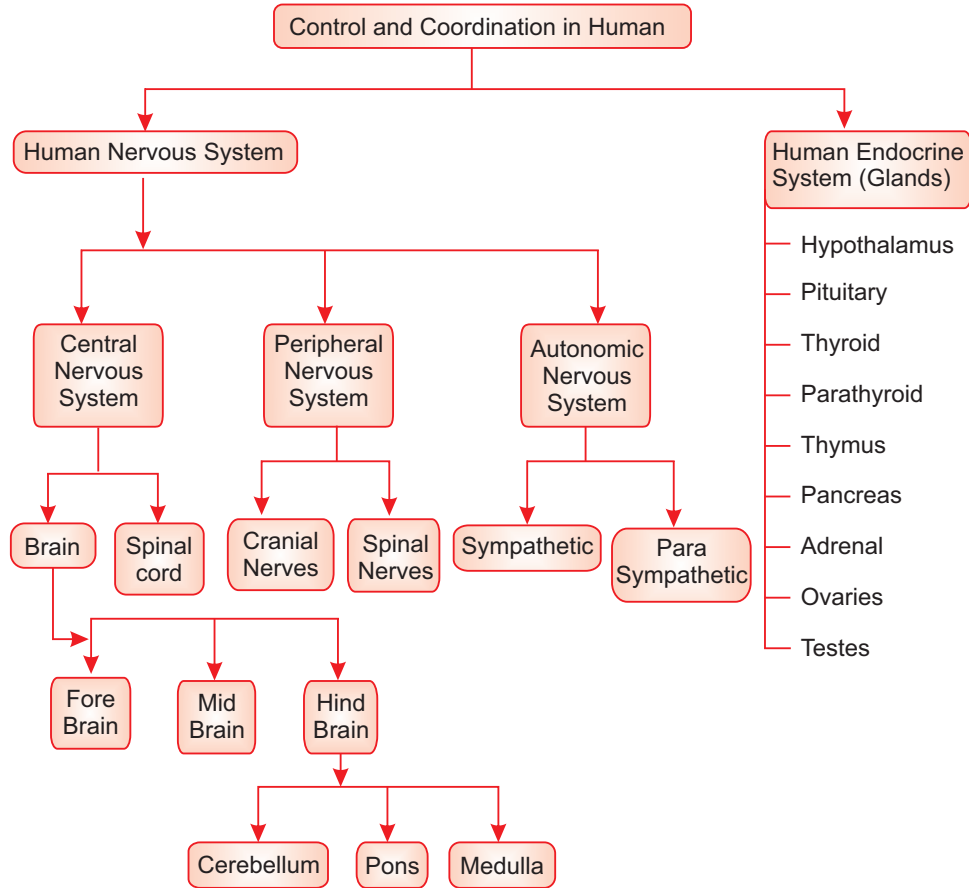 Control and Coordination in Human
Human Nervous System
Human Endocrine
System (Glands)
Hypothalamus
Pituitary
Thyroid
Parathyroid
Thymus
Pancreas
Adrenal
Ovaries
Testes
Central
Nervous
System
Peripheral
Nervous
System
Autonomic
Nervous
System
Brain
Spinal
cord
Cranial
Nerves
Spinal
Nerves
Sympathetic
Para
Sympathetic
Fore
Brain
Mid
Brain
Hind
Brain
Cerebellum
Pons
Medulla